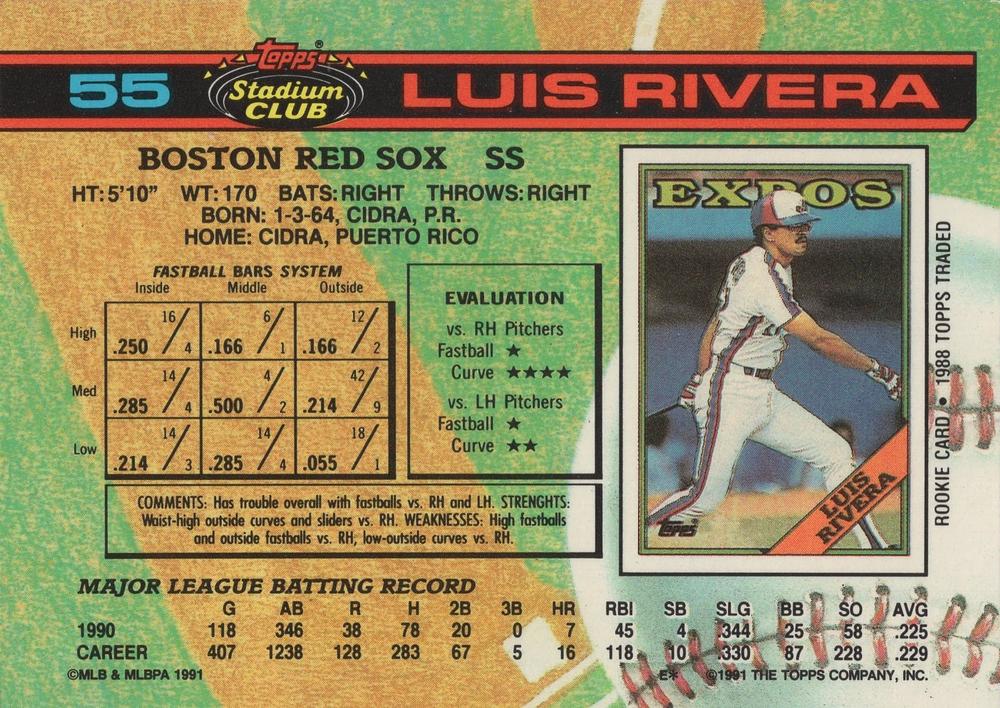 55 Topps® Stadium CLUB LUIS RIVERA
BOSTON RED SOX SS
HT: 5'10" WT: 170 BATS: RIGHT THROWS: RIGHT
BORN: 1-3-64, CIDRA, P.R.
HOME: CIDRA, PUERTO RICO
FASTBALL BARS SYSTEM
Inside Middle Outside
High .250 16/4 .166 6/1 .166 12/2
Med .285 14/4 .500 4/2 .214 42/9
Low .214 14/3 .285 14/4 .055 18/1
EVALUATION
vs. RH Pitchers
Fastball ★
Curve ★★★★
vs. LH Pitchers
Fastball ★
Curve ★★
COMMENTS: Has trouble overall with fastballs vs. RH and LH. STRENGHTS:
Waist-high outside curves and sliders vs. RH. WEAKNESSES: High fastballs
and outside fastballs vs. RH, low-outside curves vs. RH.
EXPOS
LUIS
RIVERA
Topps
ROOKIE CARD • 1988 TOPPS TRADED
MAJOR LEAGUE BATTING RECORD
G AB R H 2B 3B HR RBI SB SLG BB SO AVG
1990 118 346 38 78 20 0 7 45 4 .344 25 58 .225
CAREER 407 1238 128 283 67 5 16 118 10 .330 87 228 .229
©MLB & MLBPA 1991 E* ©1991 THE TOPPS COMPANY, INC.